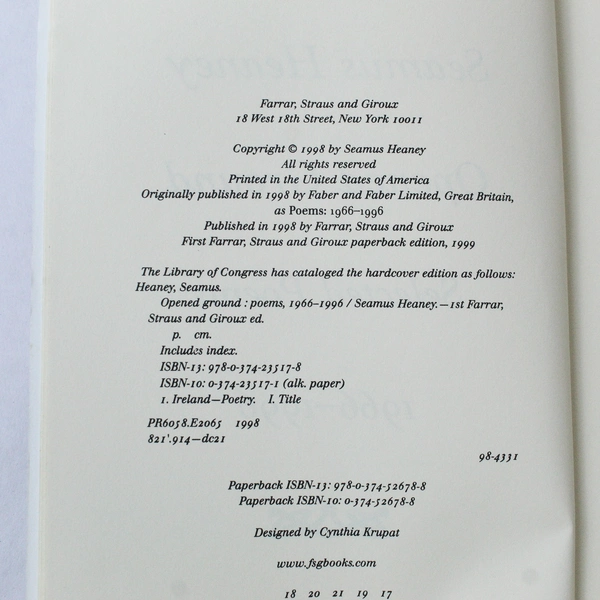 Farrar, Straus and Giroux
18 West 18th Street, New York 10011
Copyright © 1998 by Seamus Heaney
All rights reserved
Printed in the United States of America
Originally published in 1998 by Faber and Faber Limited, Great Britain,
as Poems: 1966–1996
Published in 1998 by Farrar, Straus and Giroux
First Farrar, Straus and Giroux paperback edition, 1999
The Library of Congress has cataloged the hardcover edition as follows:
Heaney, Seamus.
Opened ground : poems, 1966–1996 / Seamus Heaney.—1st Farrar,
Straus and Giroux ed.
p. cm.
Includes index.
ISBN-13: 978-0-374-23517-8
ISBN-10: 0-374-23517-1 (alk. paper)
1. Ireland—Poetry. I. Title
PR6058.E2065 1998
821'.914—dc21
98-4331
Paperback ISBN-13: 978-0-374-52678-8
Paperback ISBN-10: 0-374-52678-8
Designed by Cynthia Krupat
www.fsgbooks.com
18 20 21 19 17